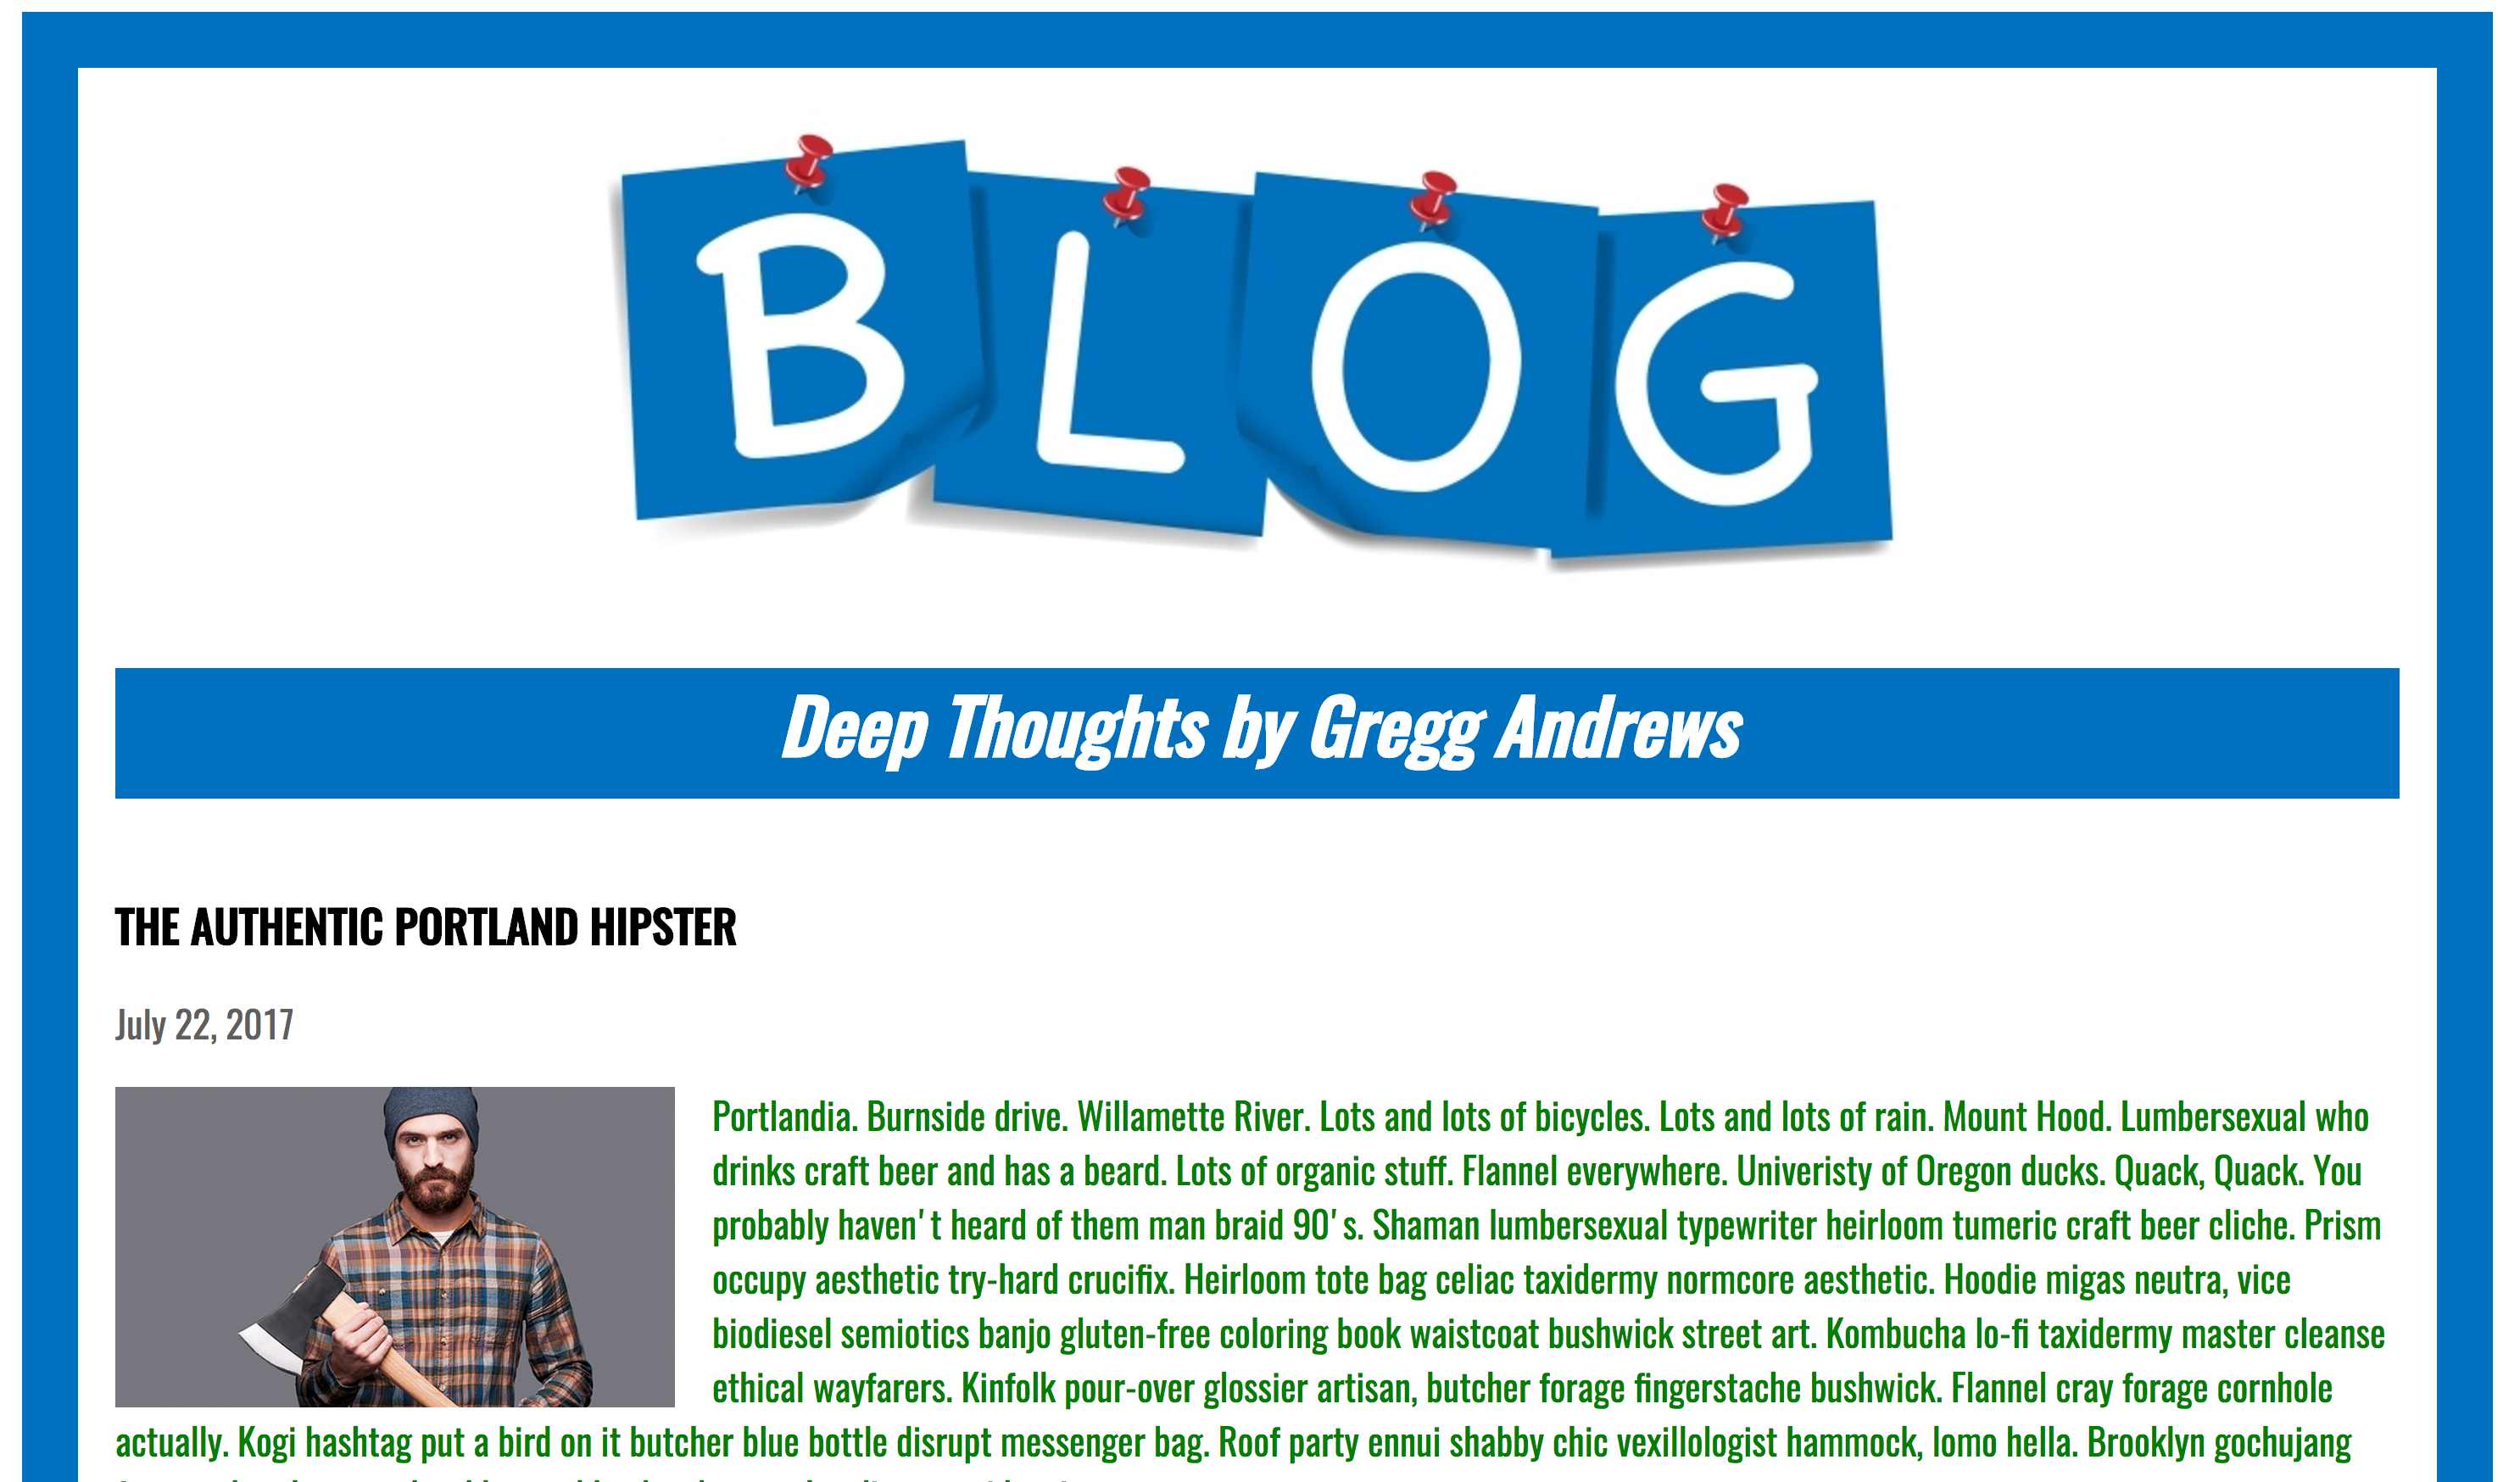 BLOG
Deep Thoughts by Gregg Andrews
THE AUTHENTIC PORTLAND HIPSTER
July 22, 2017
Portlandia. Burnside drive. Willamette River. Lots and lots of bicycles. Lots and lots of rain. Mount Hood. Lumbersexual who
drinks craft beer and has a beard. Lots of organic stuff. Flannel everywhere. Univeristy of Oregon ducks. Quack, Quack. You
probably haven't heard of them man braid 90's. Shaman lumbersexual typewriter heirloom tumeric craft beer cliche. Prism
occupy aesthetic try-hard crucifix. Heirloom tote bag celiac taxidermy normcore aesthetic. Hoodie migas neutra, vice
biodiesel semiotics banjo gluten-free coloring book waistcoat bushwick street art. Kombucha lo-fi taxidermy master cleanse
ethical wayfarers. Kinfolk pour-over glossier artisan, butcher forage fingerstache bushwick. Flannel cray forage cornhole
actually. Kogi hashtag put a bird on it butcher blue bottle disrupt messenger bag. Roof party ennui shabby chic vexillologist hammock, lomo hella. Brooklyn gochujang